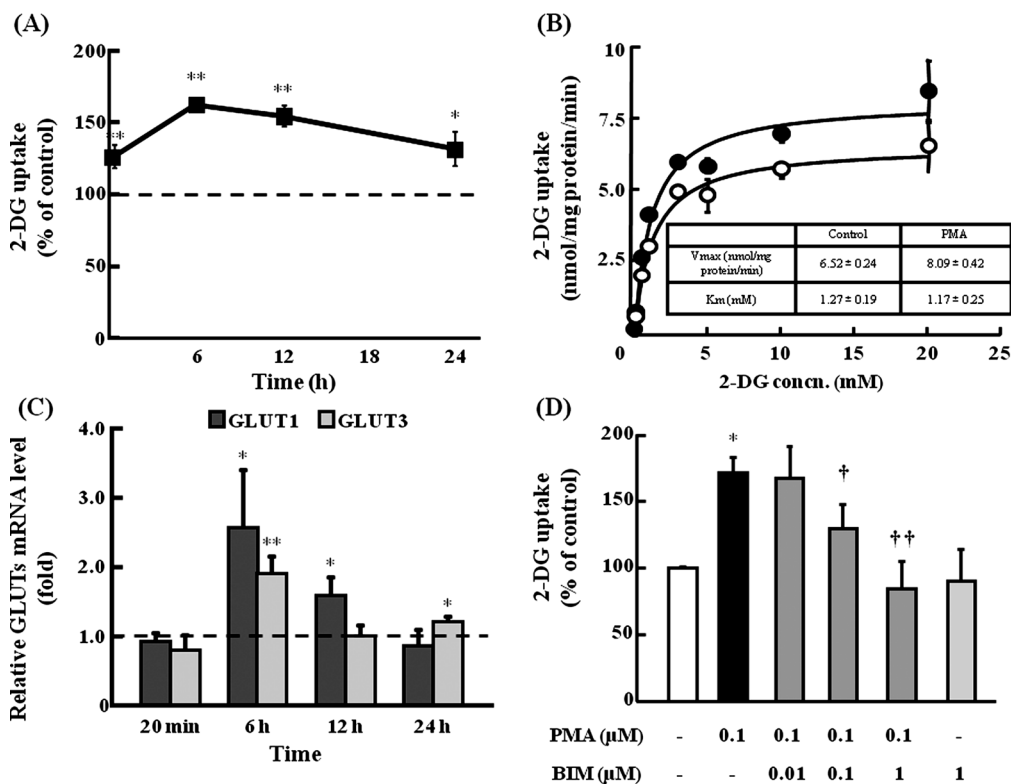 (A)
2-DG uptake
(% of control)
200
150
100
50
0
**
**
**
*
6
12
18
24
Time (h)
(B)
2-DG uptake
(nmol/mg protein/min)
10
7.5
5.0
2.5
0
5
10
15
20
25
2-DG concn. (mM)
Control PMA
Vmax (nmol/mg
protein/min) 6.52 ± 0.24 8.09 ± 0.42
Km (mM) 1.27 ± 0.19 1.17 ± 0.25
(C)
GLUT1 GLUT3
Relative GLUTs mRNA level
(fold)
4.0
3.0
2.0
1.0
0
*
**
*
*
20 min 6 h 12 h 24 h
Time
(D)
2-DG uptake
(% of control)
200
150
100
50
0
*
†
††
PMA (μM) - 0.1 0.1 0.1 0.1 -
BIM (μM) - - 0.01 0.1 1 1